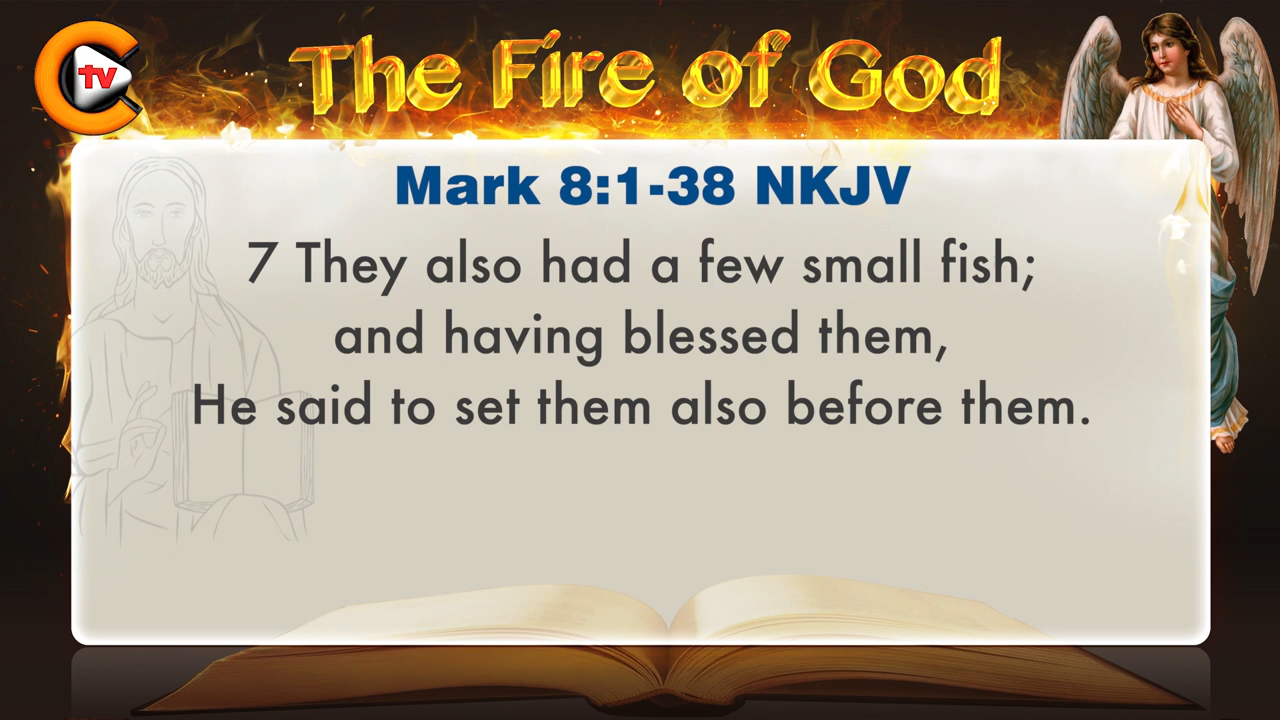 tv
The Fire of God
Mark 8:1-38 NKJV
7 They also had a few small fish;
and having blessed them,
He said to set them also before them.